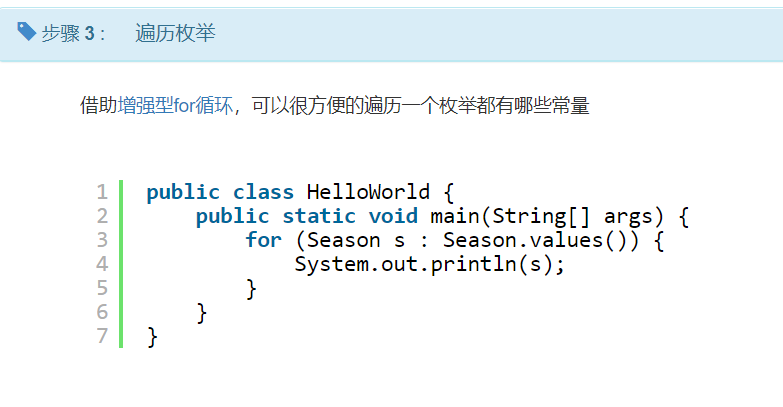 步骤 3 : 遍历枚举
借助增强型for循环，可以很方便的遍历一个枚举都有哪些常量
1 public class HelloWorld {
2     public static void main(String[] args) {
3         for (Season s : Season.values()) {
4             System.out.println(s);
5         }
6     }
7 }